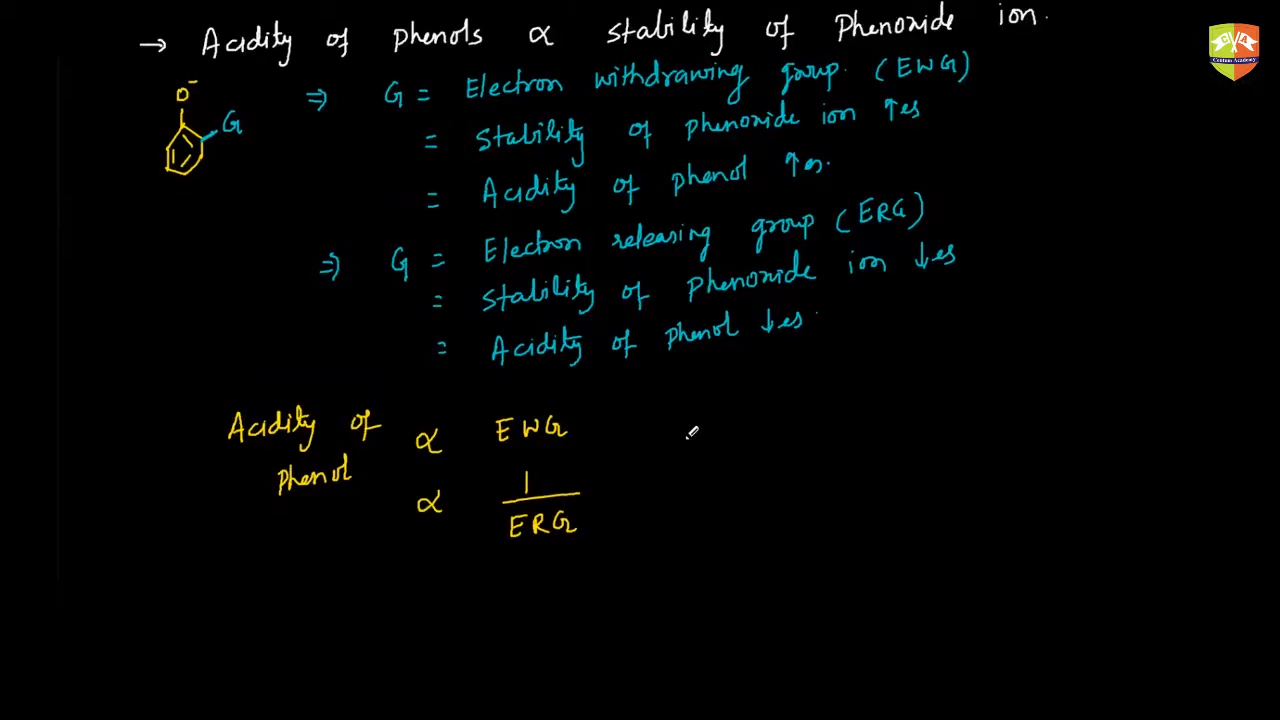 → Acidity of phenols ∝ stability of Phenoxide ion.
O⁻
G
⇒ G = Electron withdrawing group. (EWG)
= Stability of phenoxide ion ↑es
= Acidity of phenol ↑es.
⇒ G = Electron releasing group (ERG)
= Stability of Phenoxide ion ↓es
= Acidity of Phenol ↓es.
Acidity of ∝ EWG
Phenol
∝ 1
ERG
Centum Academy